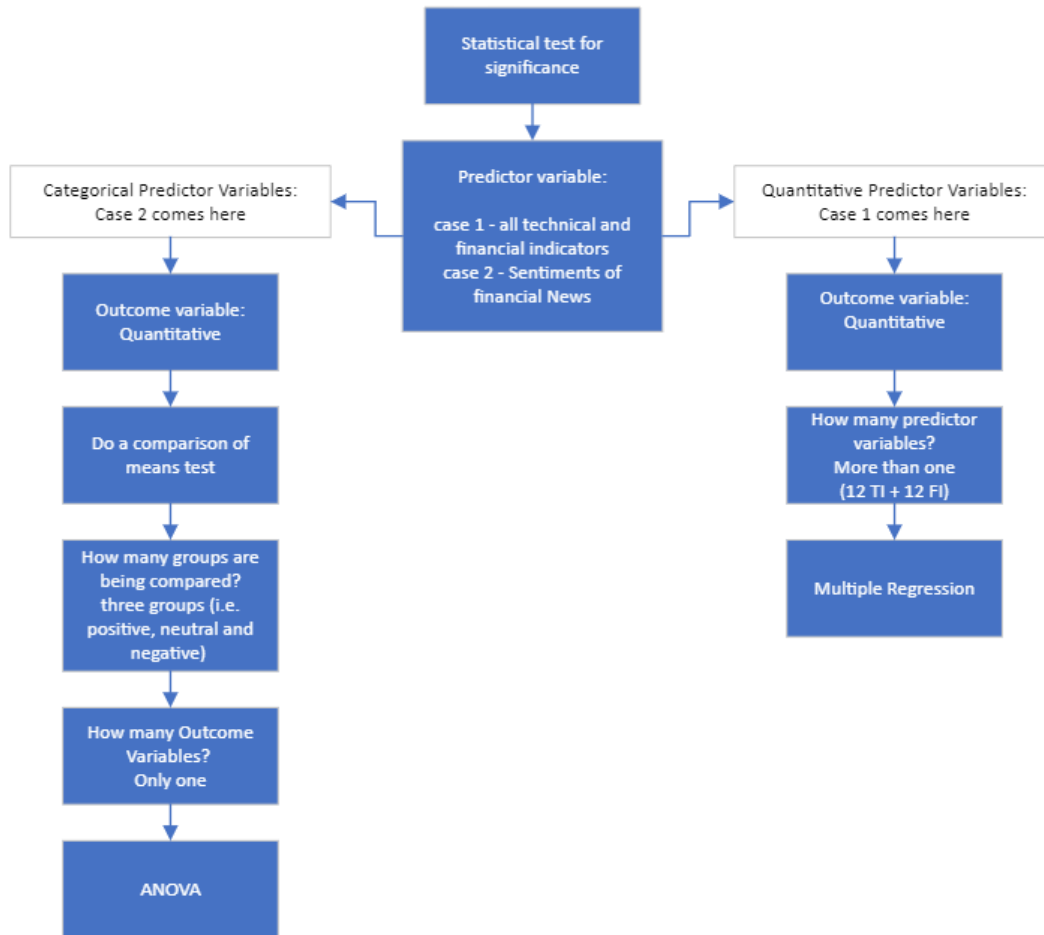 Statistical test for
significance
Predictor variable:
case 1 - all technical and
financial indicators
case 2 - Sentiments of
financial News
Categorical Predictor Variables:
Case 2 comes here
Outcome variable:
Quantitative
Do a comparison of
means test
How many groups are
being compared?
three groups (i.e.
positive, neutral and
negative)
How many Outcome
Variables?
Only one
ANOVA
Quantitative Predictor Variables:
Case 1 comes here
Outcome variable:
Quantitative
How many predictor
variables?
More than one
(12 TI + 12 FI)
Multiple Regression